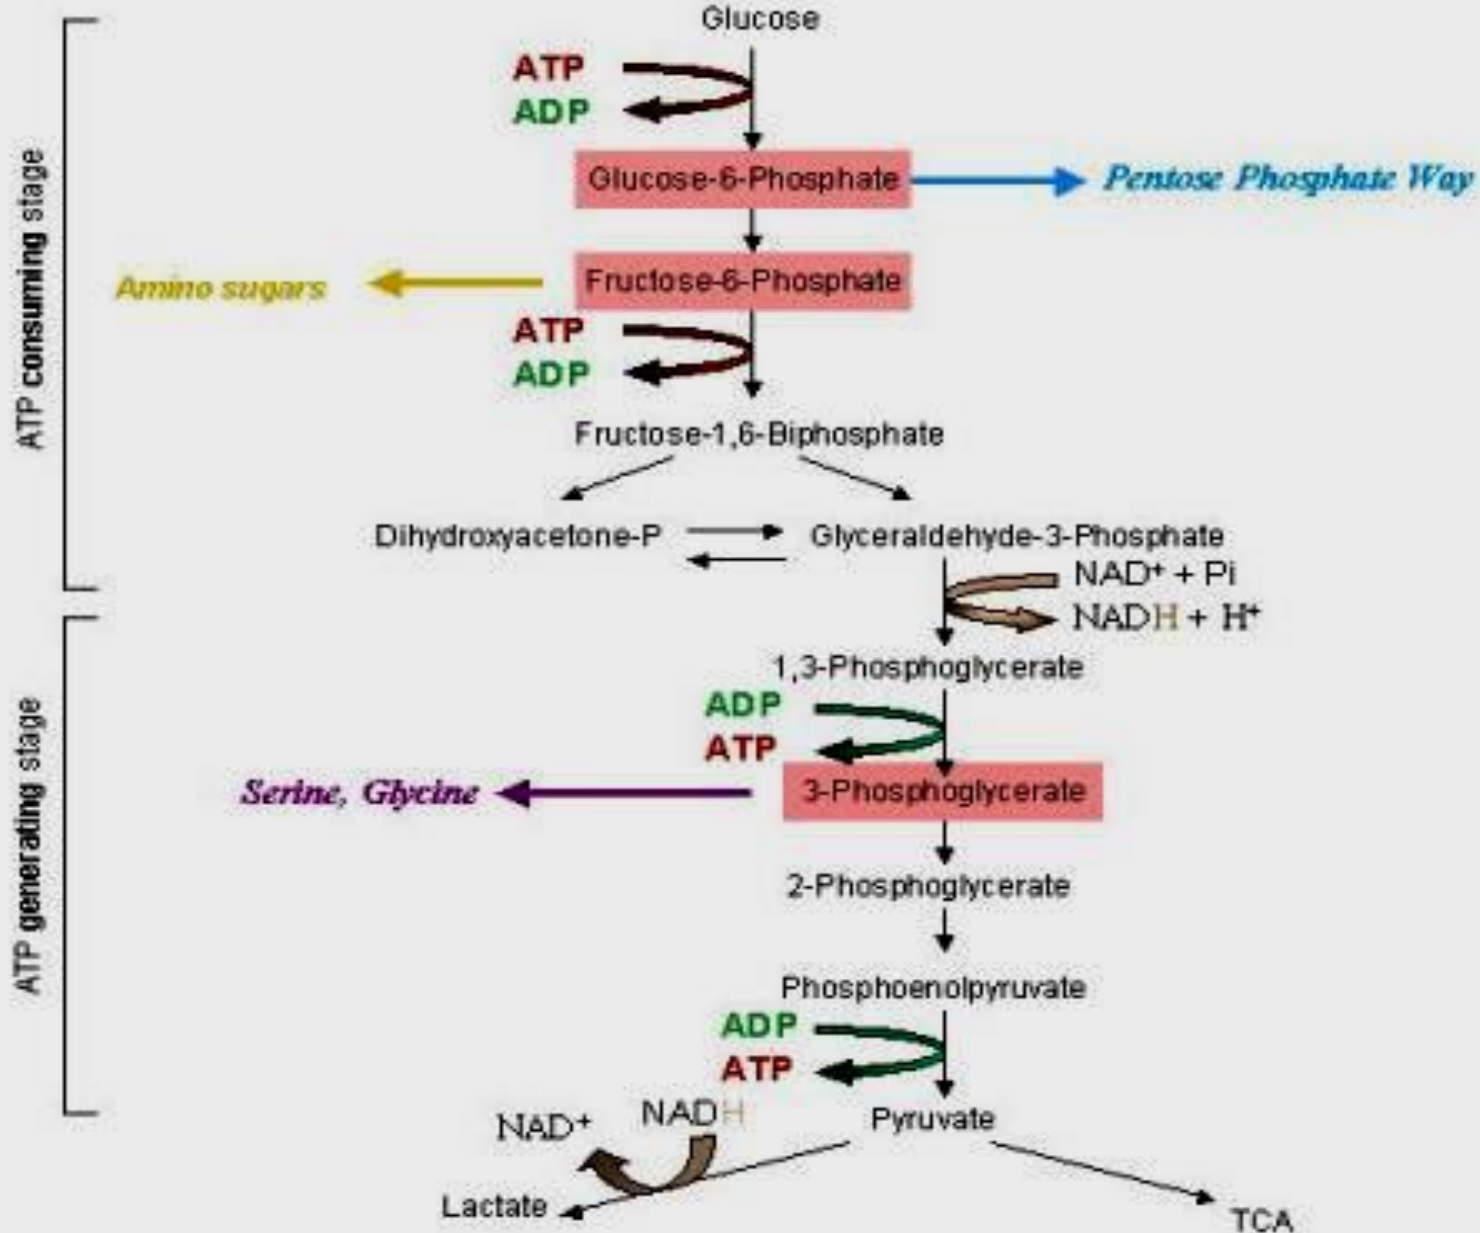 Glucose
ATP
ADP
Glucose-6-Phosphate
Pentose Phosphate Way
Fructose-6-Phosphate
Amino sugars
ATP
ADP
Fructose-1,6-Biphosphate
Dihydroxyacetone-P
Glyceraldehyde-3-Phosphate
NAD+ + Pi
NADH + H+
ATP consuming stage
1,3-Phosphoglycerate
ADP
ATP
Serine, Glycine
3-Phosphoglycerate
2-Phosphoglycerate
Phosphoenolpyruvate
ADP
ATP
ATP generating stage
Pyruvate
NADH
NAD+
Lactate
TCA